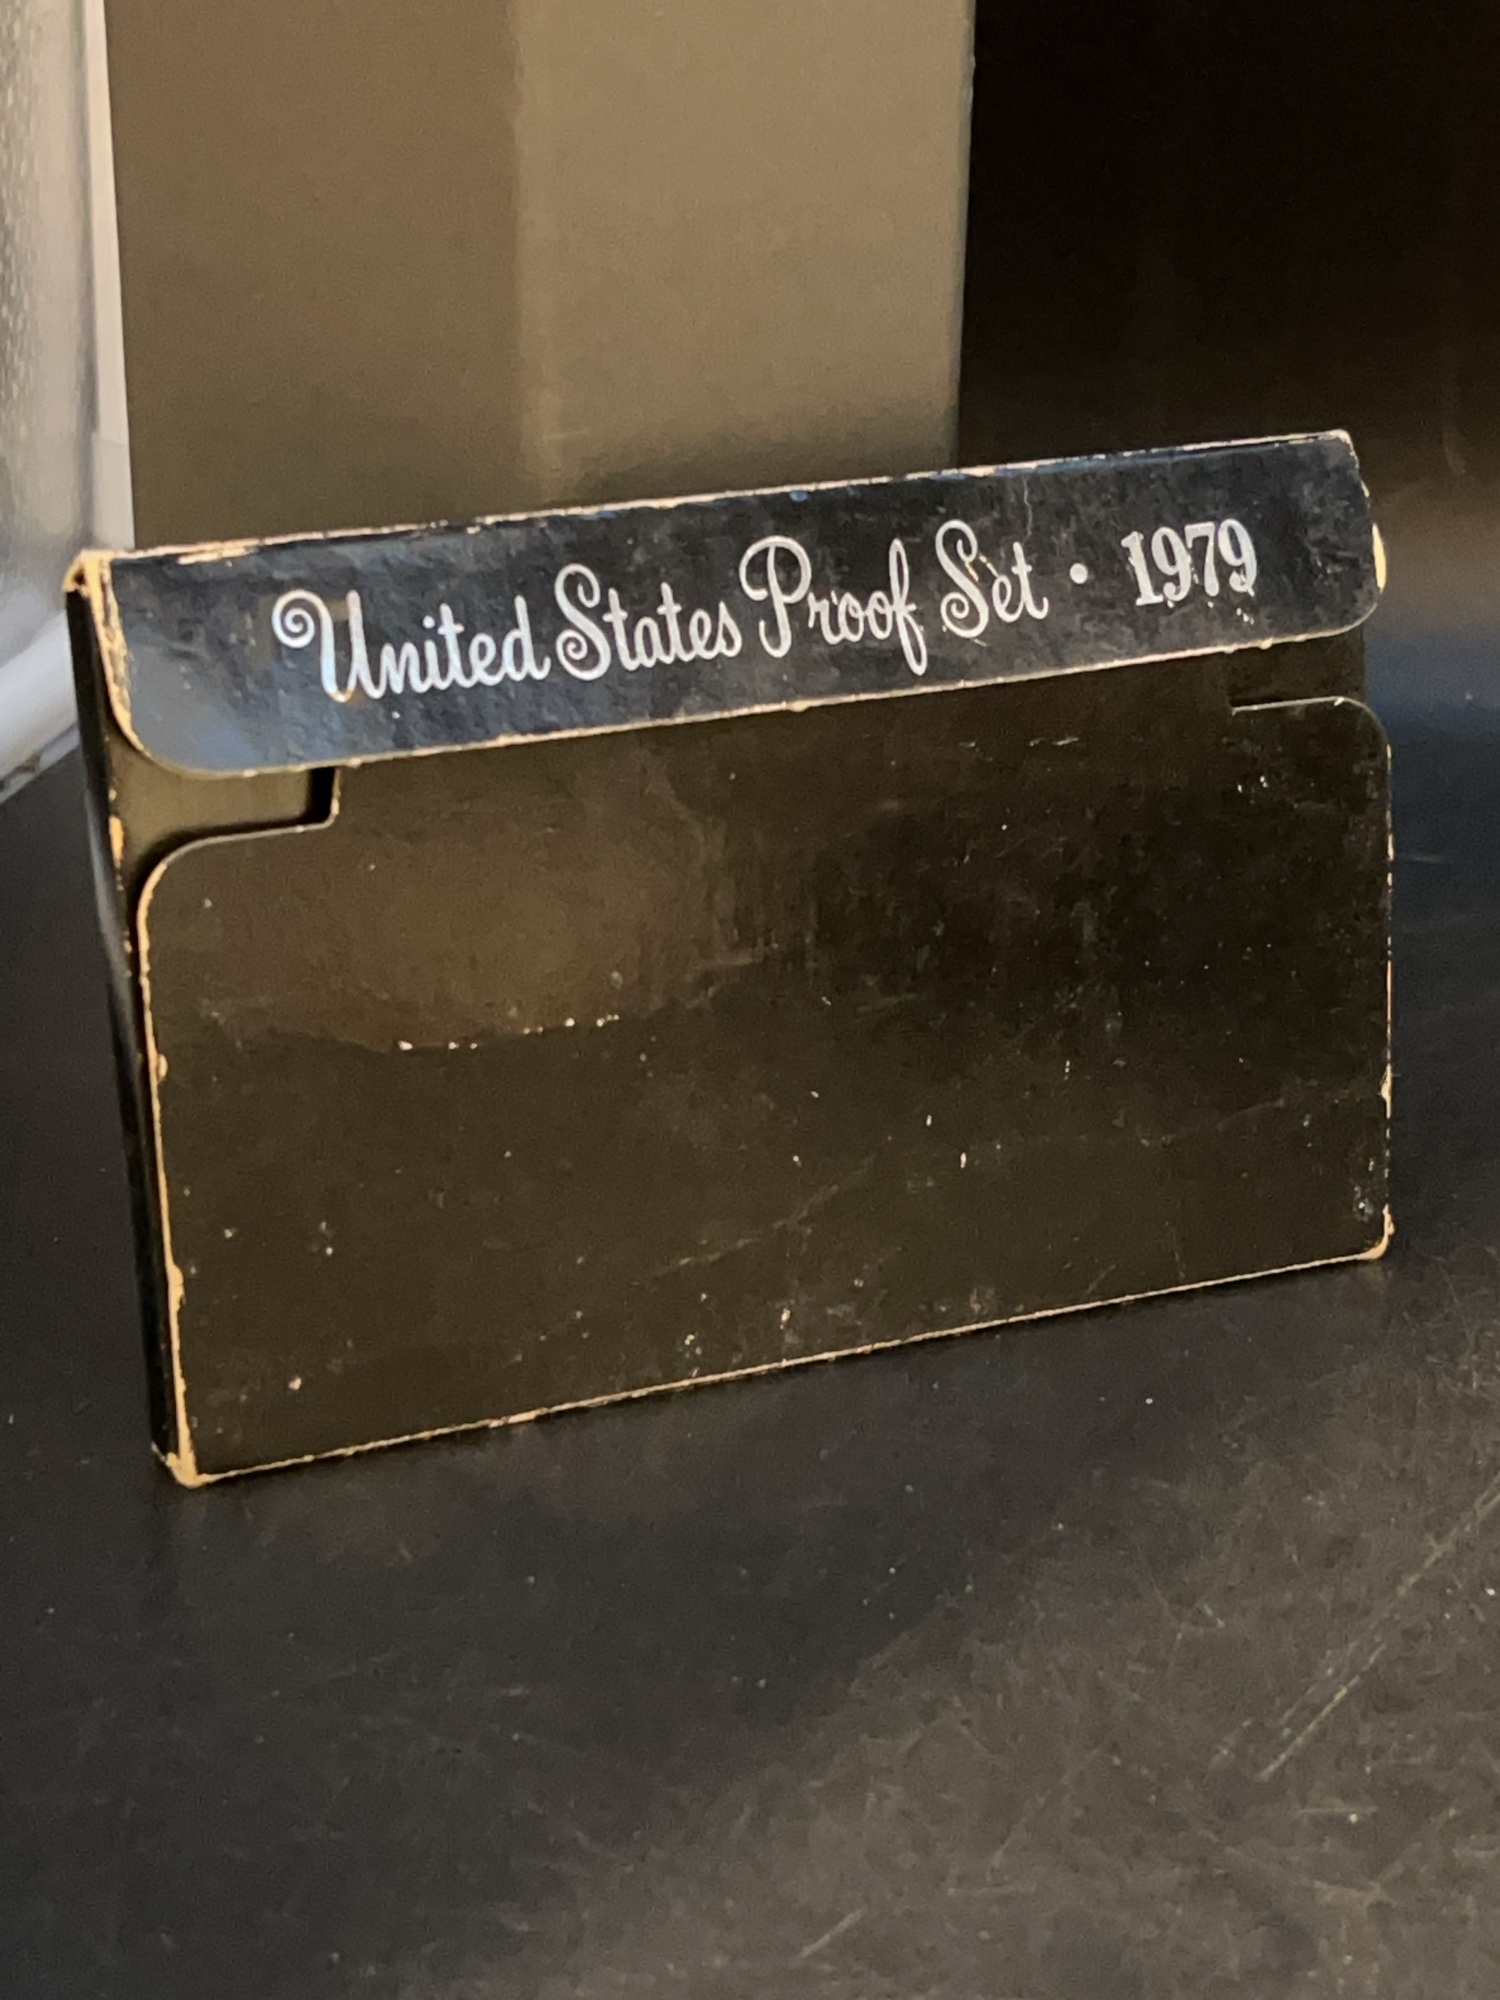 United States Proof Set • 1979